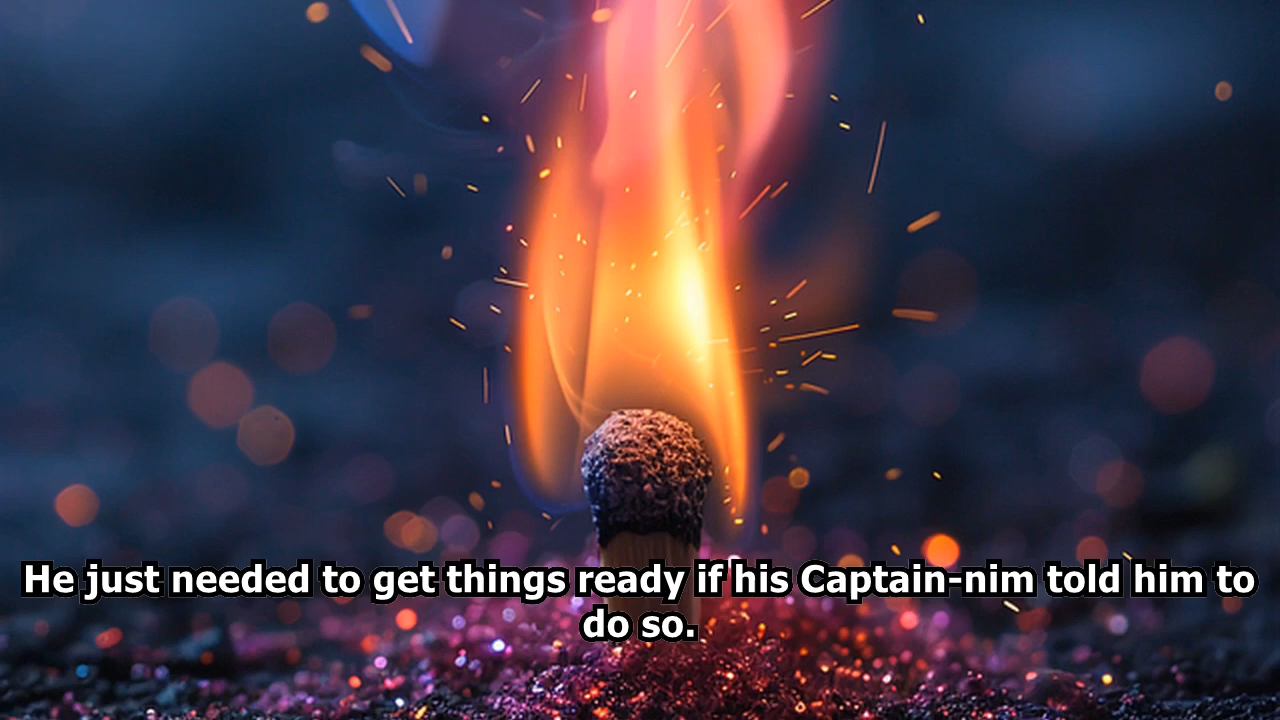 He just needed to get things ready if his Captain-nim told him to
do so.